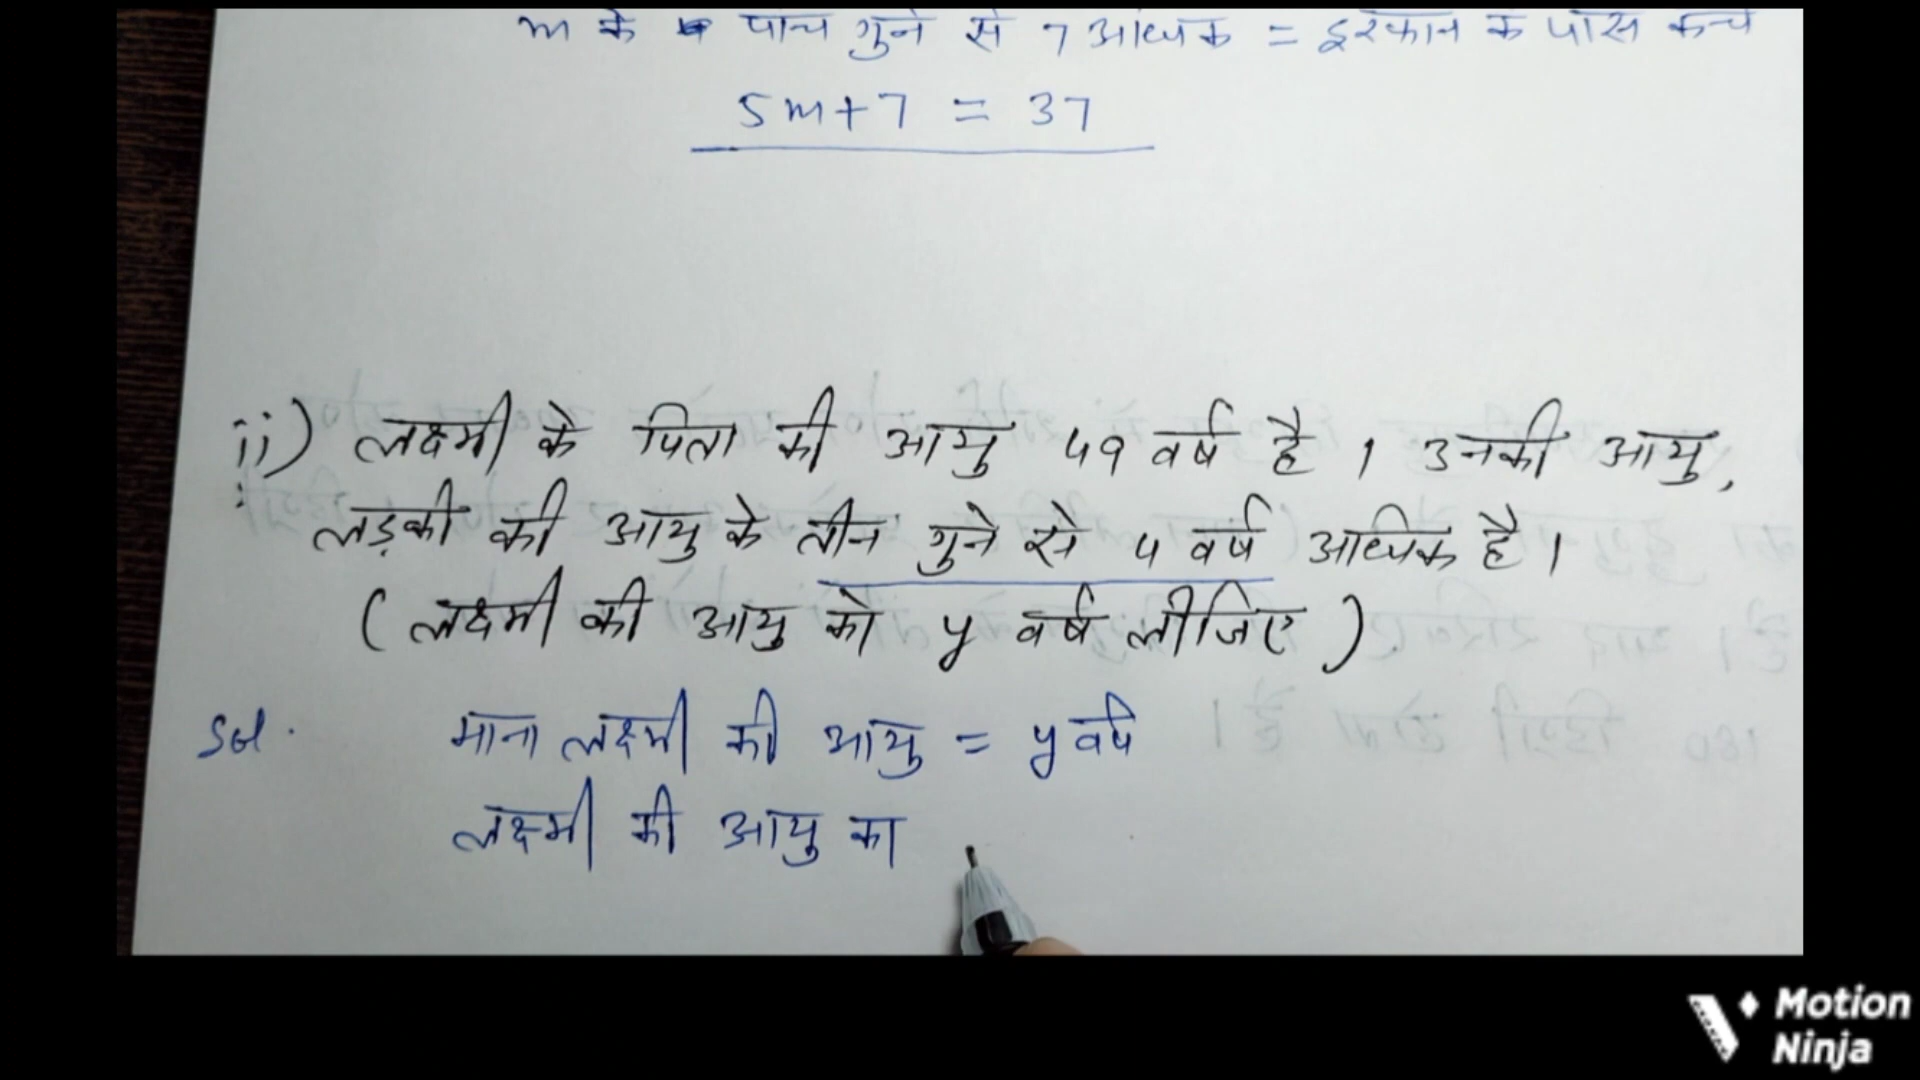 m के पाँच गुने से 7 अधिक = इरफान के पास कन्चे
5m+7 = 37
ii) लक्ष्मी के पिता की आयु 49 वर्ष है । उनकी आयु,
लड़की की आयु के तीन गुने से 4 वर्ष अधिक है ।
( लक्ष्मी की आयु को y वर्ष लीजिए )
Sol. माना लक्ष्मी की आयु = y वर्ष
लक्ष्मी की आयु का
Motion
Ninja